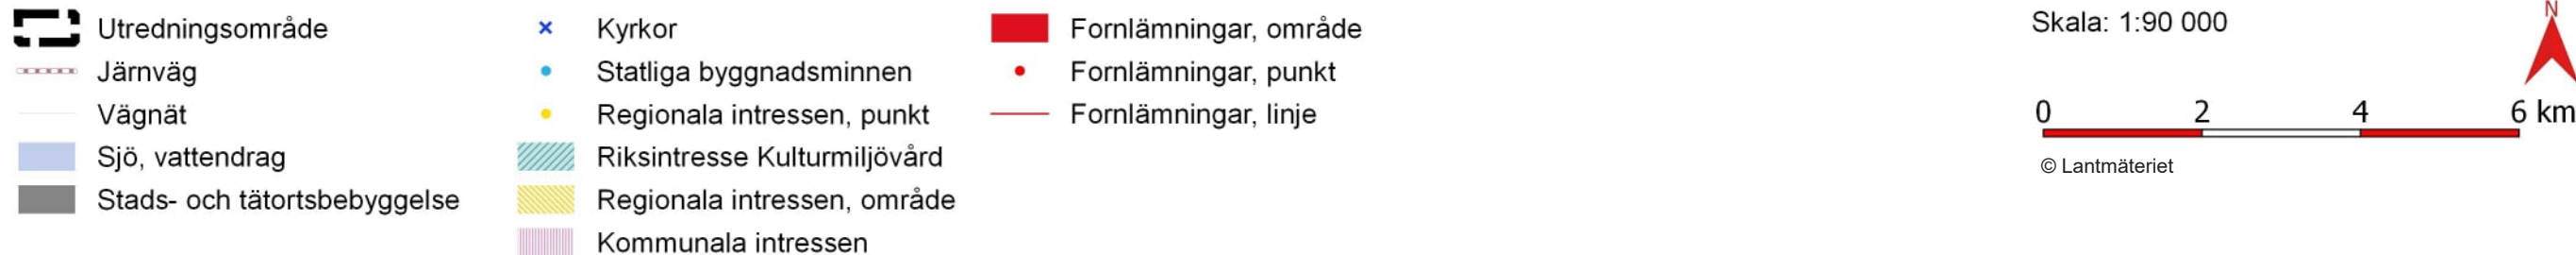 Utredningsområde
Järnväg
Vägnät
Sjö, vattendrag
Stads- och tätortsbebyggelse
Kyrkor
Statliga byggnadsminnen
Regionala intressen, punkt
Riksintresse Kulturmiljövård
Regionala intressen, område
Kommunala intressen
Fornlämningar, område
Fornlämningar, punkt
Fornlämningar, linje
Skala: 1:90 000
N
0 2 4 6 km
© Lantmäteriet